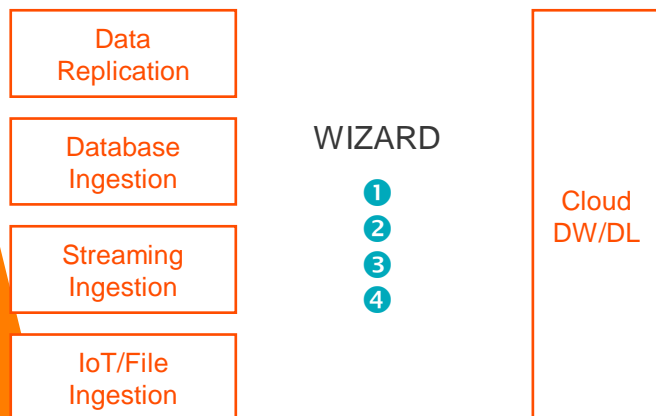 Data
Replication
Database
Ingestion
Streaming
Ingestion
IoT/File
Ingestion
WIZARD
1
2
3
4
Cloud
DW/DL